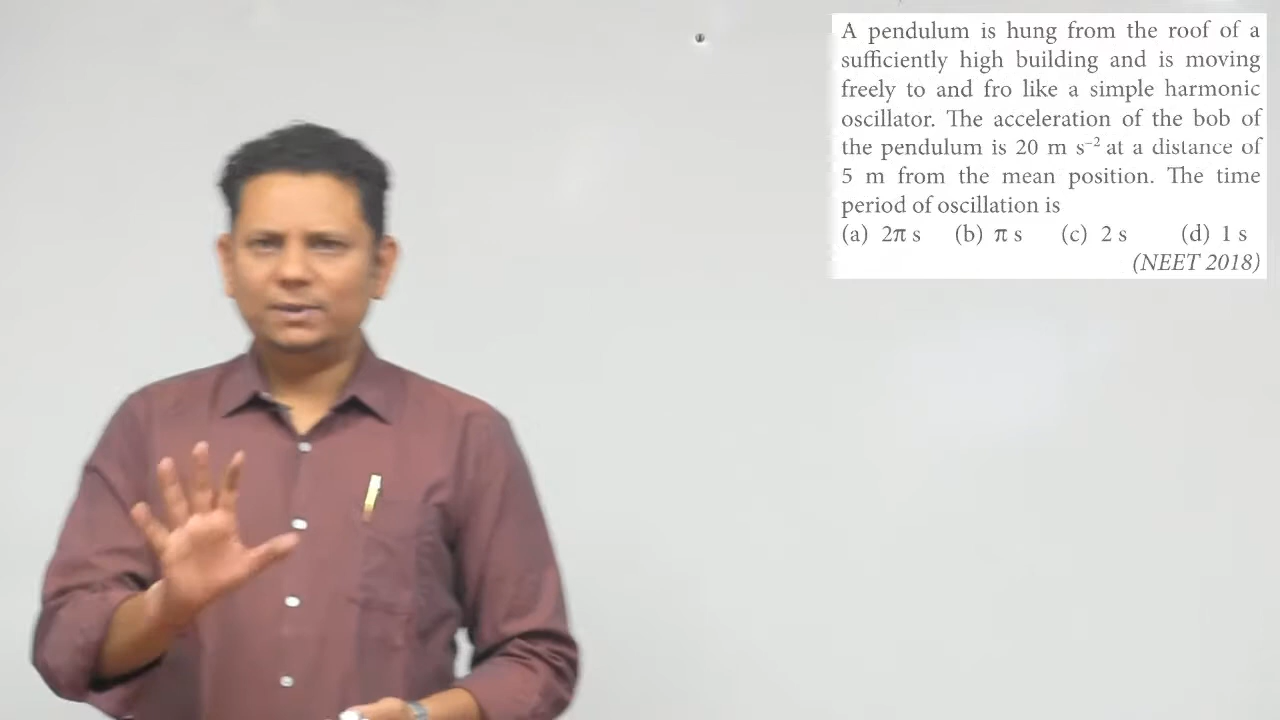 A pendulum is hung from the roof of a
sufficiently high building and is moving
freely to and fro like a simple harmonic
oscillator. The acceleration of the bob of
the pendulum is 20 m s⁻² at a distance of
5 m from the mean position. The time
period of oscillation is
(a) 2π s (b) π s (c) 2 s (d) 1 s
(NEET 2018)